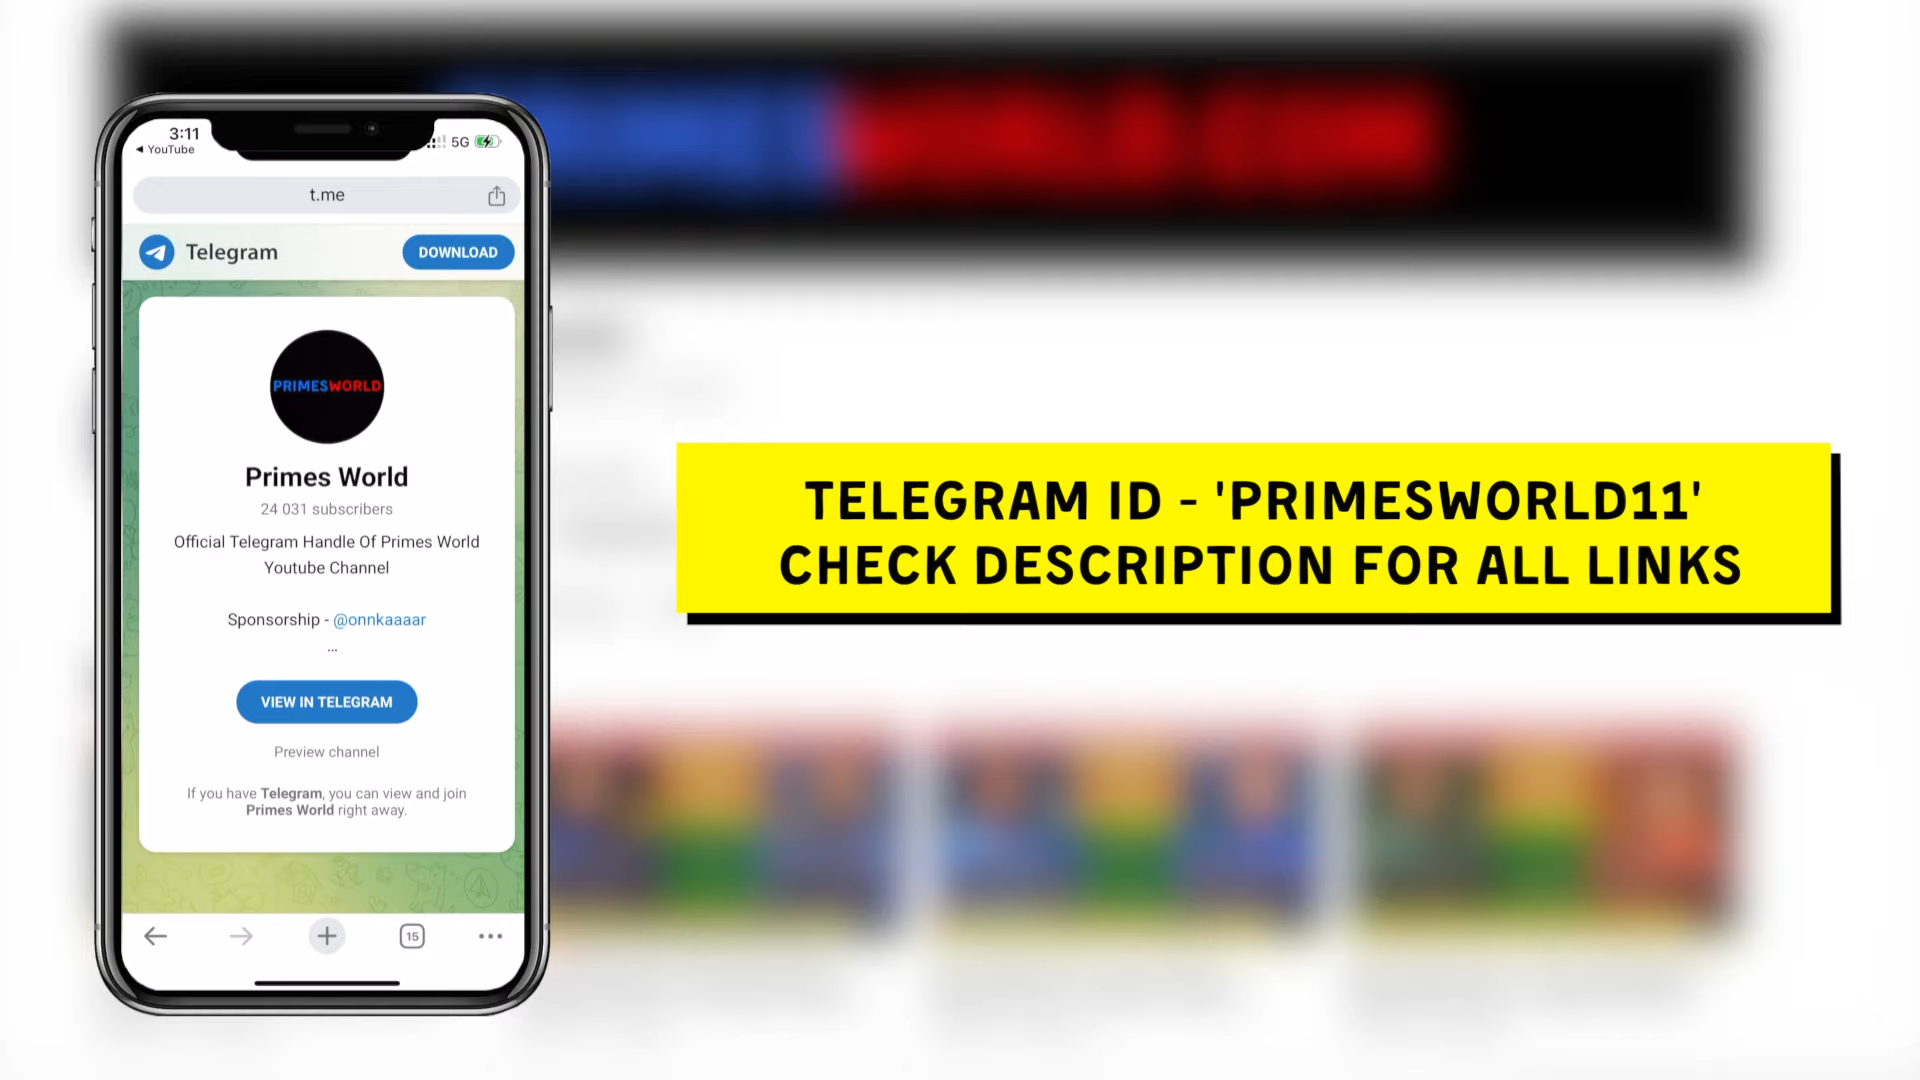 3:11
YouTube
5G
t.me
Telegram
DOWNLOAD
PRIMESWORLD
Primes World
24 031 subscribers
Official Telegram Handle Of Primes World
Youtube Channel
Sponsorship - @onnkaaaar
...
VIEW IN TELEGRAM
Preview channel
If you have Telegram, you can view and join
Primes World right away.
15
TELEGRAM ID - 'PRIMESWORLD11'
CHECK DESCRIPTION FOR ALL LINKS